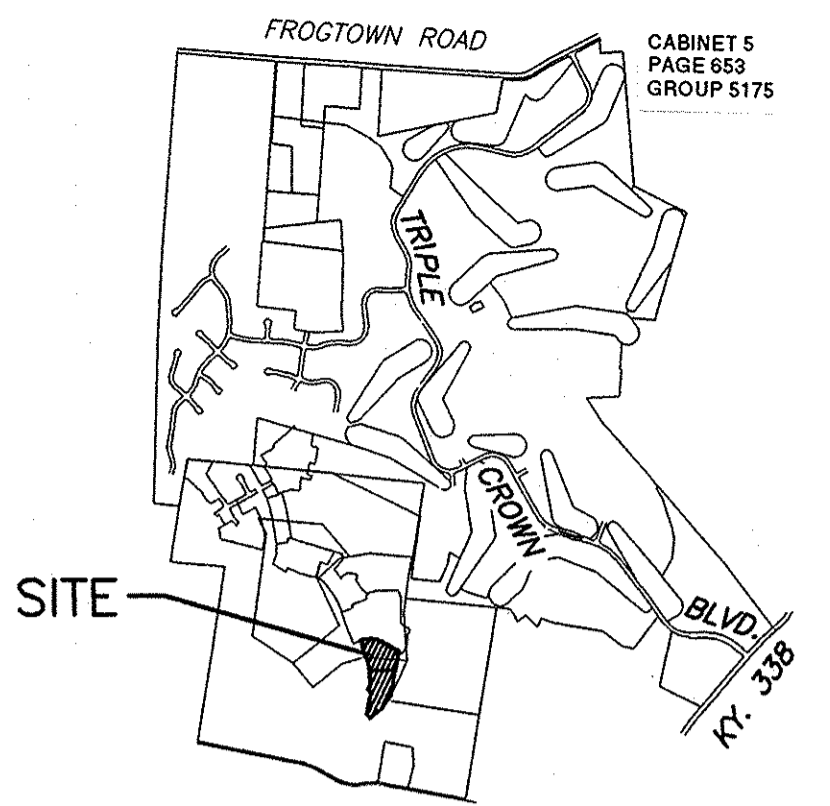 FROGTOWN ROAD
CABINET 5
PAGE 653
GROUP 5175
TRIPLE
CROWN
BLVD.
KY. 338
SITE